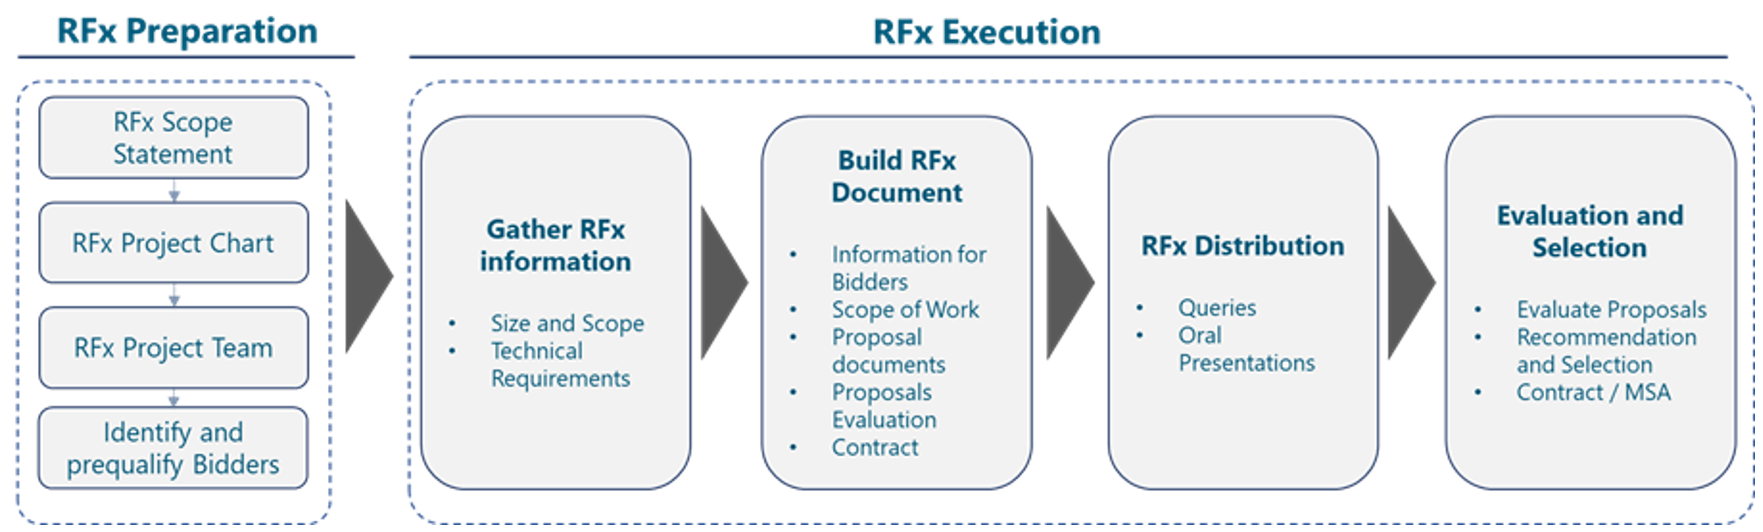 RFx Preparation
RFx Scope
Statement
RFx Project Chart
RFx Project Team
Identify and
prequalify Bidders
RFx Execution
Gather RFx
information
• Size and Scope
• Technical
Requirements
Build RFx
Document
• Information for
Bidders
• Scope of Work
• Proposal
documents
• Proposals
Evaluation
• Contract
RFx Distribution
• Queries
• Oral
Presentations
Evaluation and
Selection
• Evaluate Proposals
• Recommendation
and Selection
• Contract / MSA